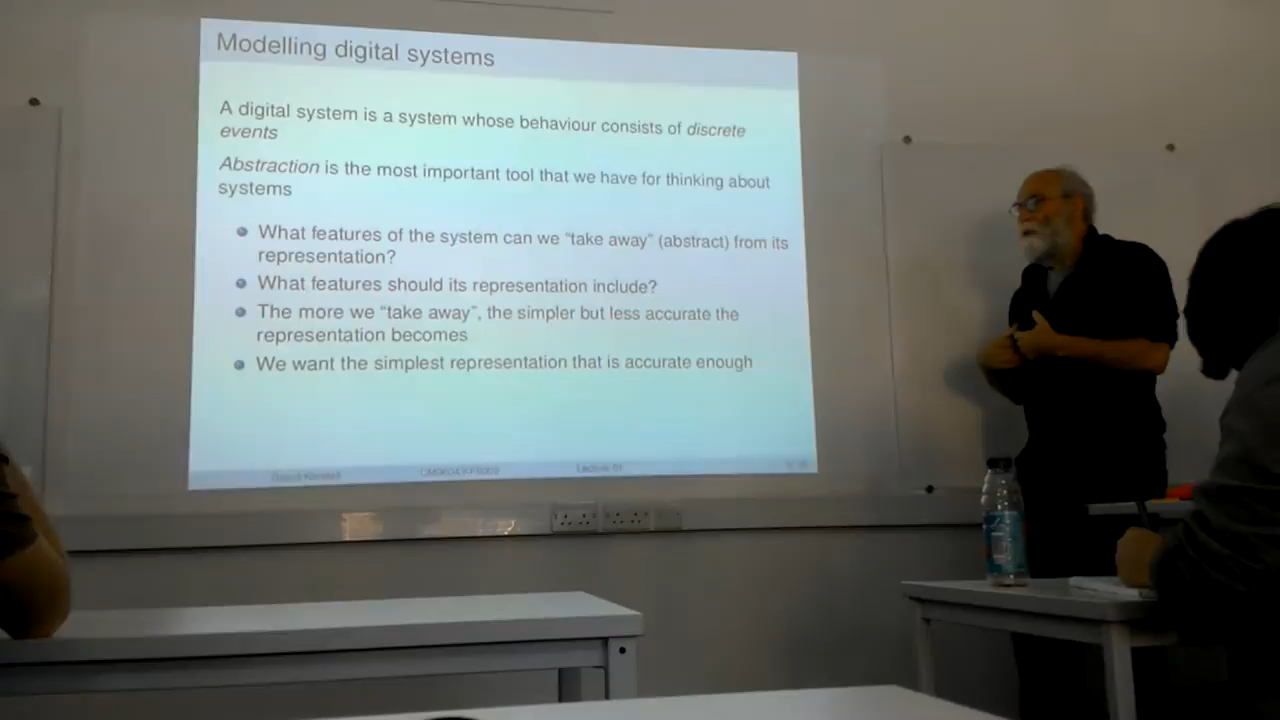 Modelling digital systems
A digital system is a system whose behaviour consists of discrete
events
Abstraction is the most important tool that we have for thinking about
systems
What features of the system can we “take away” (abstract) from its
representation?
What features should its representation include?
The more we “take away”, the simpler but less accurate the
representation becomes
We want the simplest representation that is accurate enough
Lecture 01